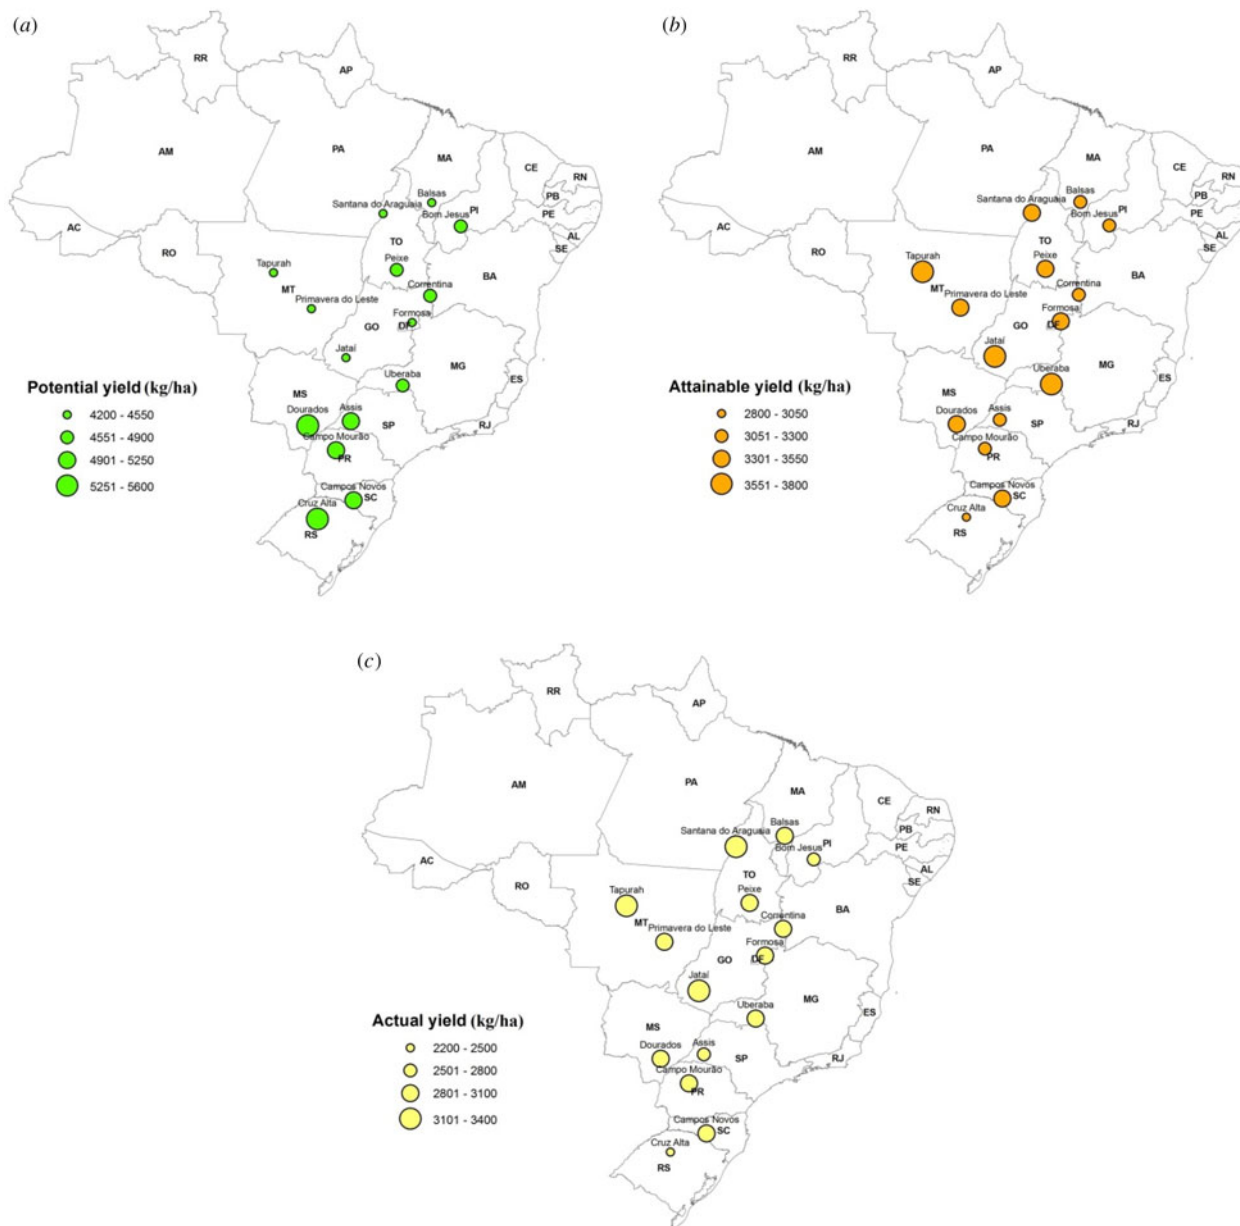 (a)
RR
AP
AM
PA
MA
CE
RN
PB
PE
AL
SE
Balsas
Santana do Araguaia
Bom Jesus
PI
AC
RO
TO
Peixe
Tapurah
MT
Primavera do Leste
Correntina
BA
Formosa
DF
GO
Jataí
Uberaba
MG
ES
MS
Dourados
Assis
SP
RJ
Campo Mourão
PR
Campos Novos
SC
Cruz Alta
RS
Potential yield (kg/ha)
4200 - 4550
4551 - 4900
4901 - 5250
5251 - 5600
(b)
RR
AP
AM
PA
MA
CE
RN
PB
PE
AL
SE
Balsas
Santana do Araguaia
Bom Jesus
PI
AC
RO
TO
Peixe
Tapurah
MT
Primavera do Leste
Correntina
BA
Formosa
DF
GO
Jataí
Uberaba
MG
ES
MS
Dourados
Assis
SP
RJ
Campo Mourão
PR
Campos Novos
SC
Cruz Alta
RS
Attainable yield (kg/ha)
2800 - 3050
3051 - 3300
3301 - 3550
3551 - 3800
(c)
RR
AP
AM
PA
MA
CE
RN
PB
PE
AL
SE
Balsas
Santana do Araguaia
Bom Jesus
PI
AC
RO
TO
Peixe
Tapurah
MT
Primavera do Leste
Correntina
BA
Formosa
DF
GO
Jataí
Uberaba
MG
ES
MS
Dourados
Assis
SP
RJ
Campo Mourão
PR
Campos Novos
SC
Cruz Alta
RS
Actual yield (kg/ha)
2200 - 2500
2501 - 2800
2801 - 3100
3101 - 3400